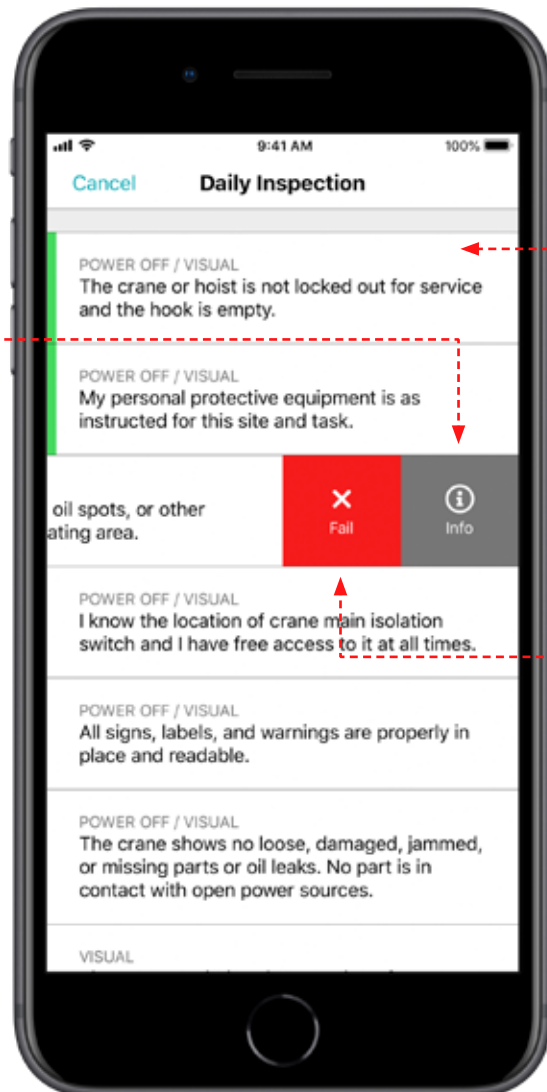 9:41 AM
100%
Cancel
Daily Inspection
POWER OFF / VISUAL
The crane or hoist is not locked out for service
and the hook is empty.
POWER OFF / VISUAL
My personal protective equipment is as
instructed for this site and task.
oil spots, or other
ating area.
Fail
Info
POWER OFF / VISUAL
I know the location of crane main isolation
switch and I have free access to it at all times.
POWER OFF / VISUAL
All signs, labels, and warnings are properly in
place and readable.
POWER OFF / VISUAL
The crane shows no loose, damaged, jammed,
or missing parts or oil leaks. No part is in
contact with open power sources.
VISUAL